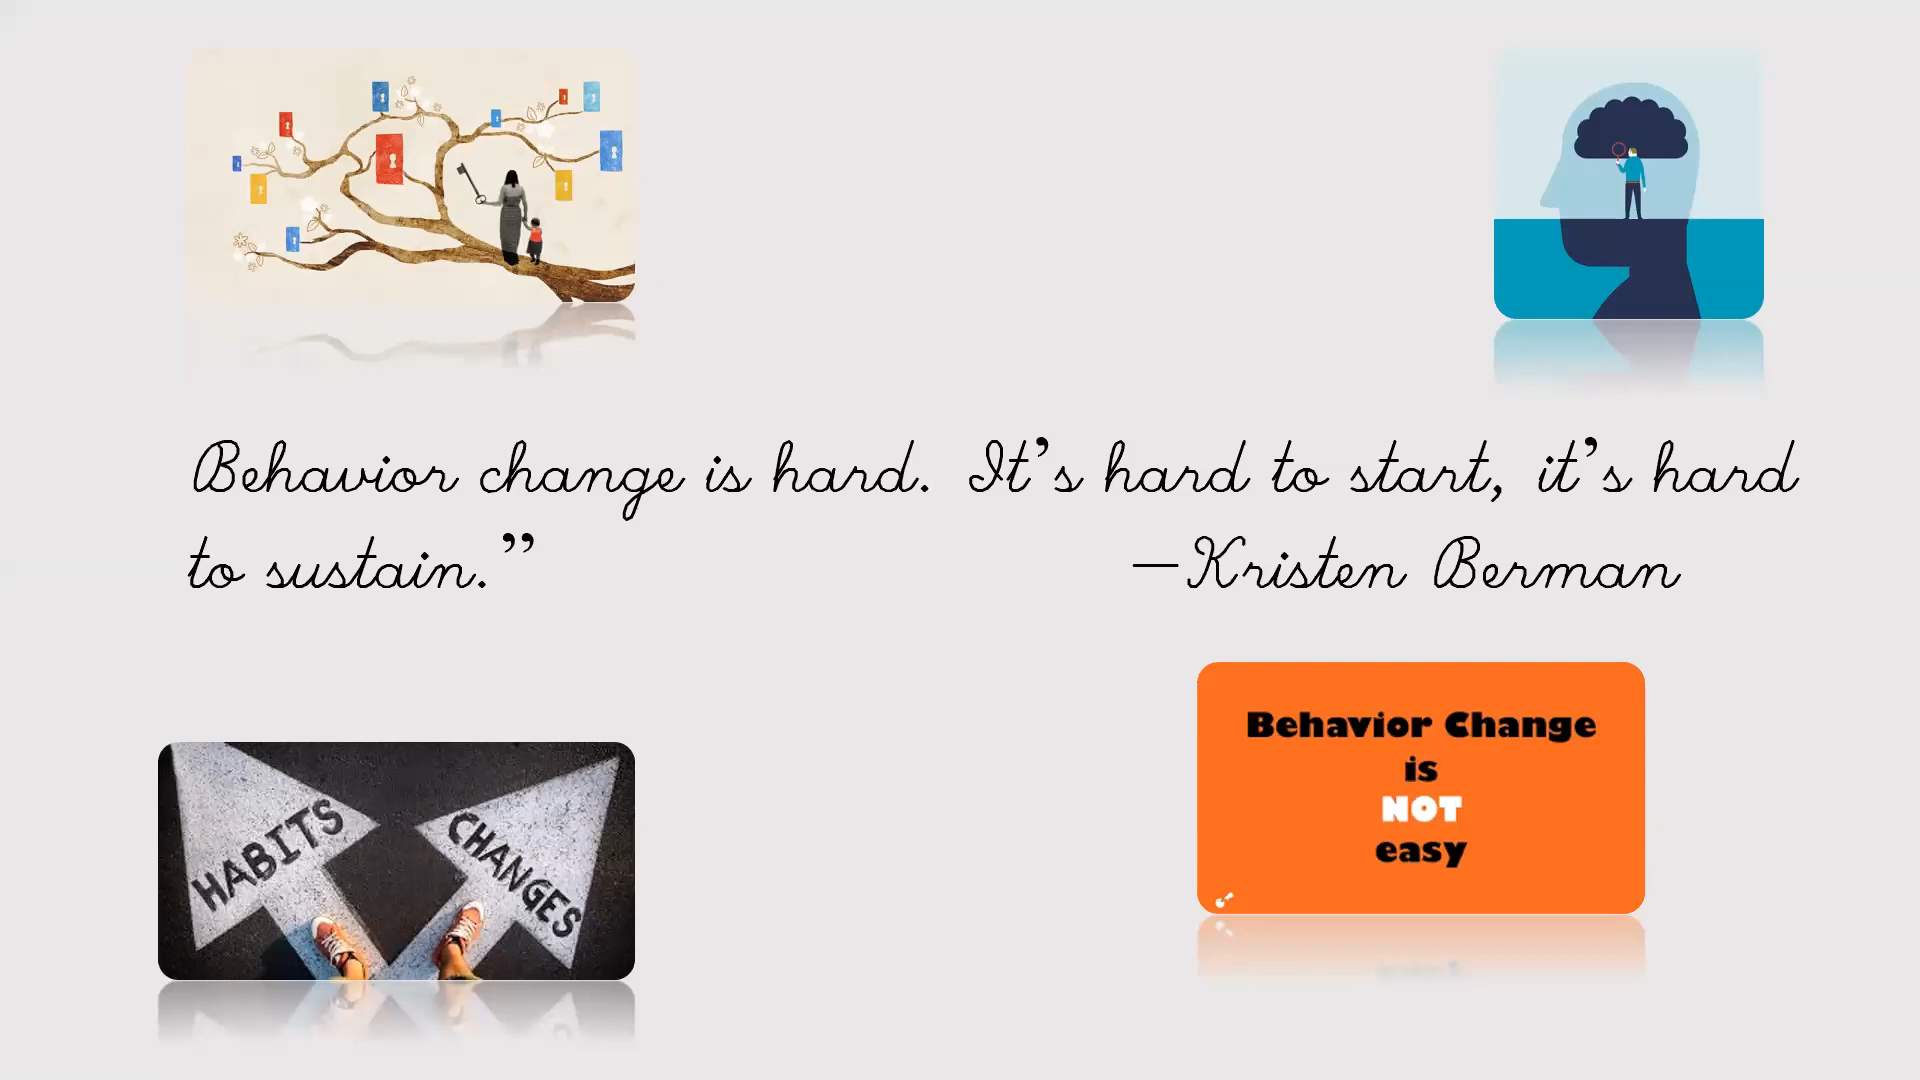 Behavior change is hard. It’s hard to start, it’s hard
to sustain.” —Kristen Berman
HABITS
CHANGES
Behavior Change
is
NOT
easy